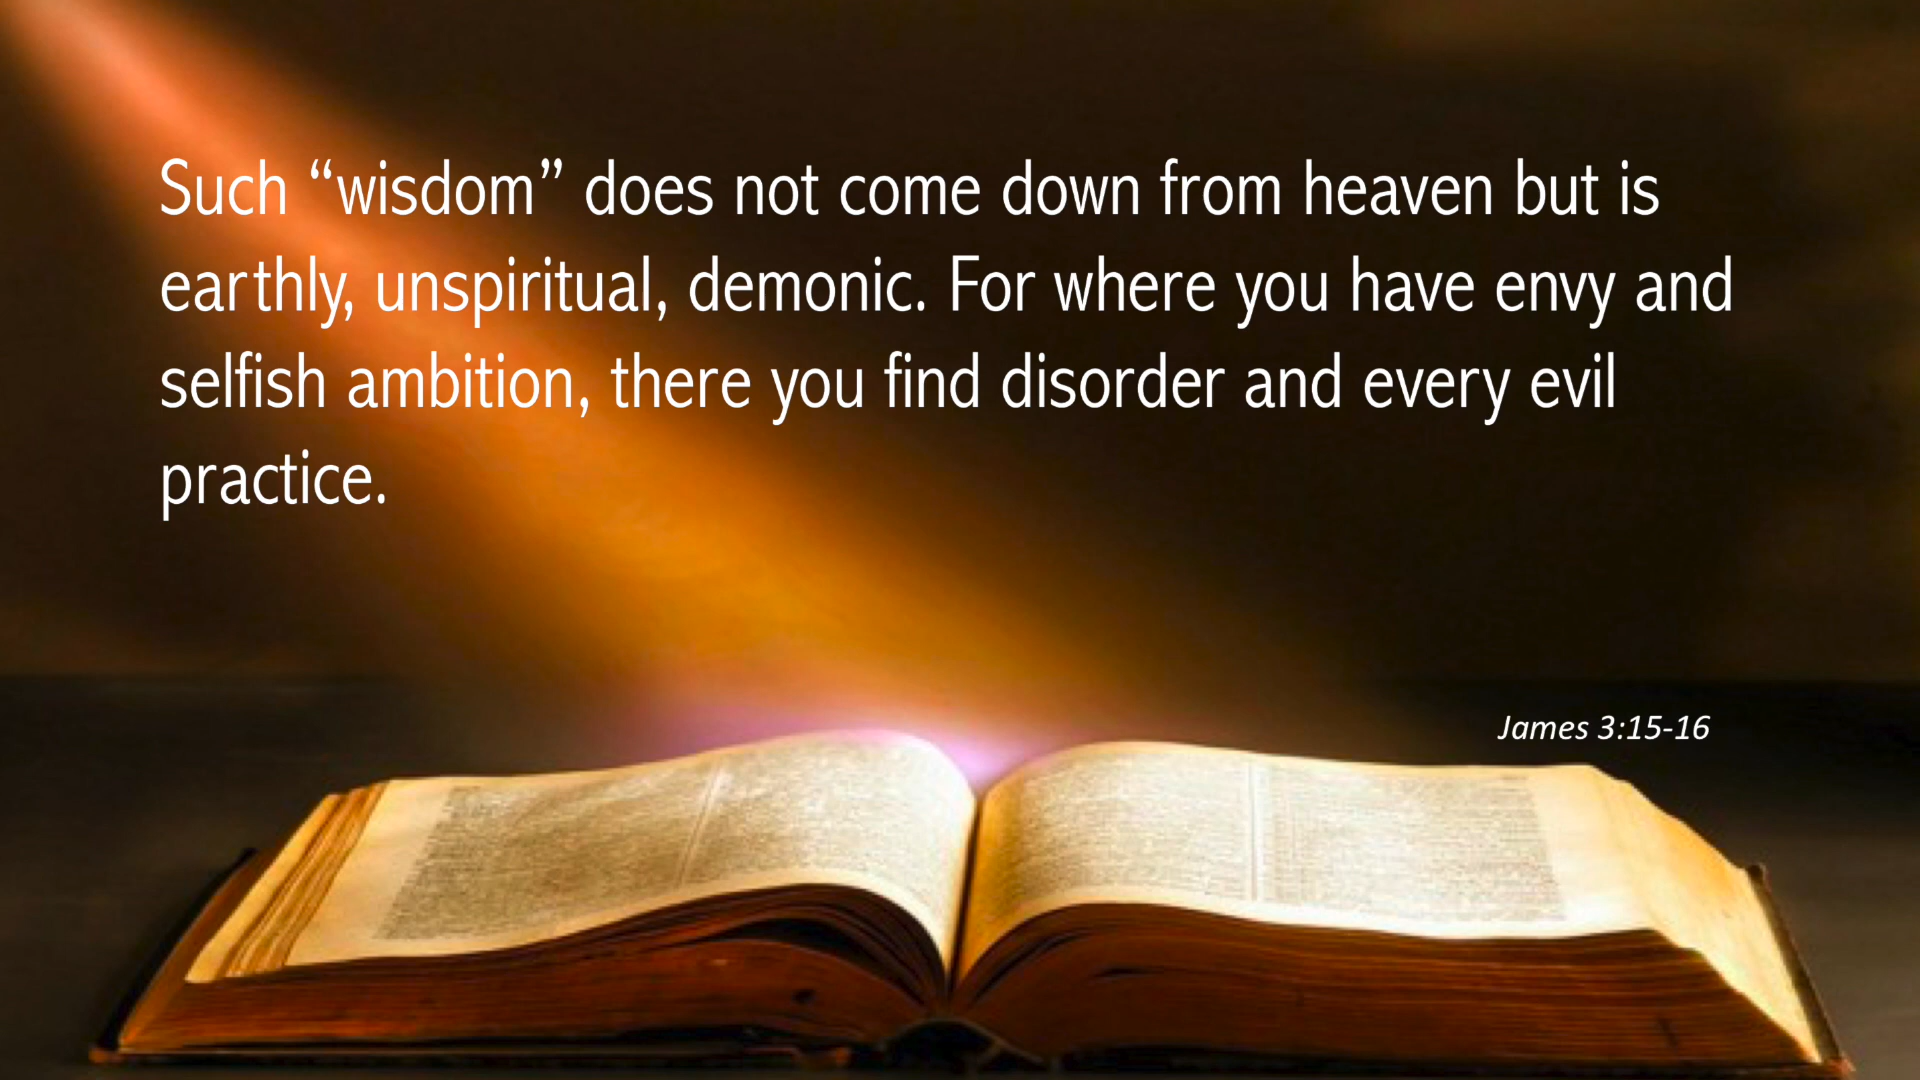 Such “wisdom” does not come down from heaven but is
earthly, unspiritual, demonic. For where you have envy and
selfish ambition, there you find disorder and every evil
practice.
James 3:15-16